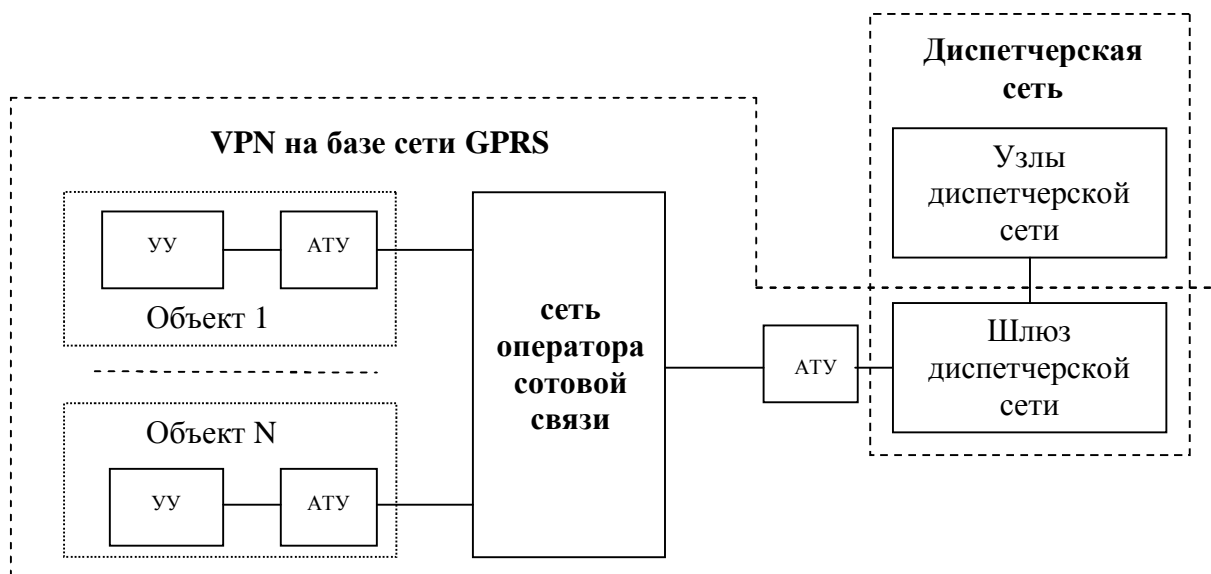 Диспетчерская
сеть
VPN на базе сети GPRS
Узлы
диспетчерской
сети
УУ
АТУ
Объект 1
сеть
оператора
сотовой
связи
АТУ
Шлюз
диспетчерской
сети
Объект N
УУ
АТУ